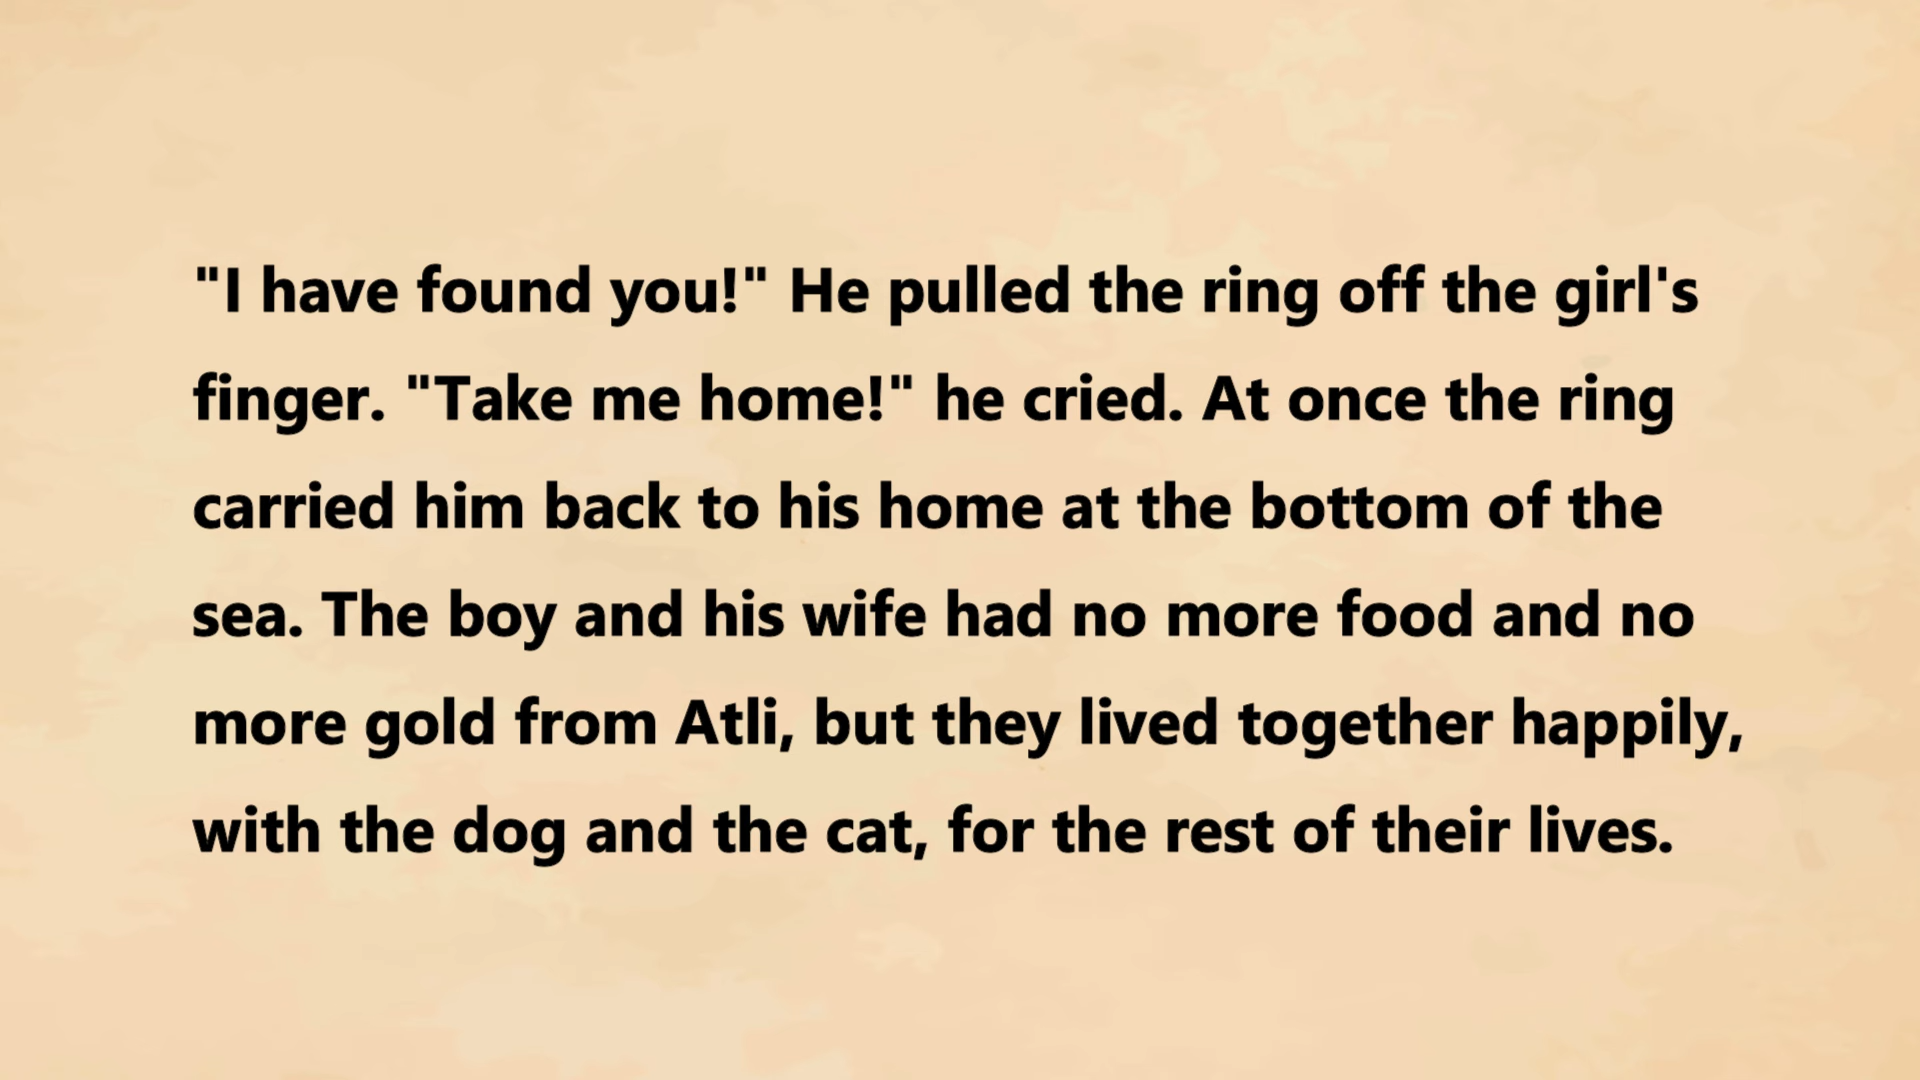 "I have found you!" He pulled the ring off the girl's
finger. "Take me home!" he cried. At once the ring
carried him back to his home at the bottom of the
sea. The boy and his wife had no more food and no
more gold from Atli, but they lived together happily,
with the dog and the cat, for the rest of their lives.